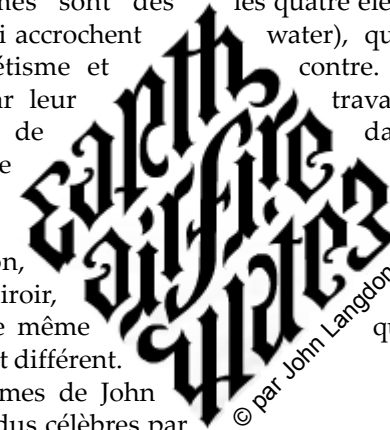 nes sont des les quatre élé
i accrochent water), qu
étisme et contre.
ar leur trava
de da
e
Earth
air fire
Water
on,
iroir,
e même qu
t différent.
mes de John
dus célèbres par
© par John Langdon